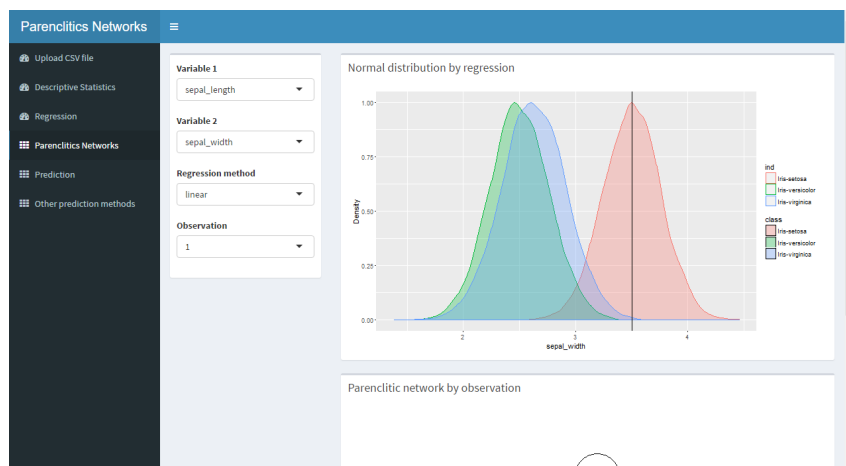 Parenclitics Networks
Upload CSV file
Descriptive Statistics
Regression
Parenclitics Networks
Prediction
Other prediction methods
Variable 1
sepal_length
Variable 2
sepal_width
Regression method
linear
Observation
1
Normal distribution by regression
1.00
0.75
0.50
0.25
0.00
Density
2
3
4
sepal_width
ind
Iris-setosa
Iris-versicolor
Iris-virginica
class
Iris-setosa
Iris-versicolor
Iris-virginica
Parenclitic network by observation